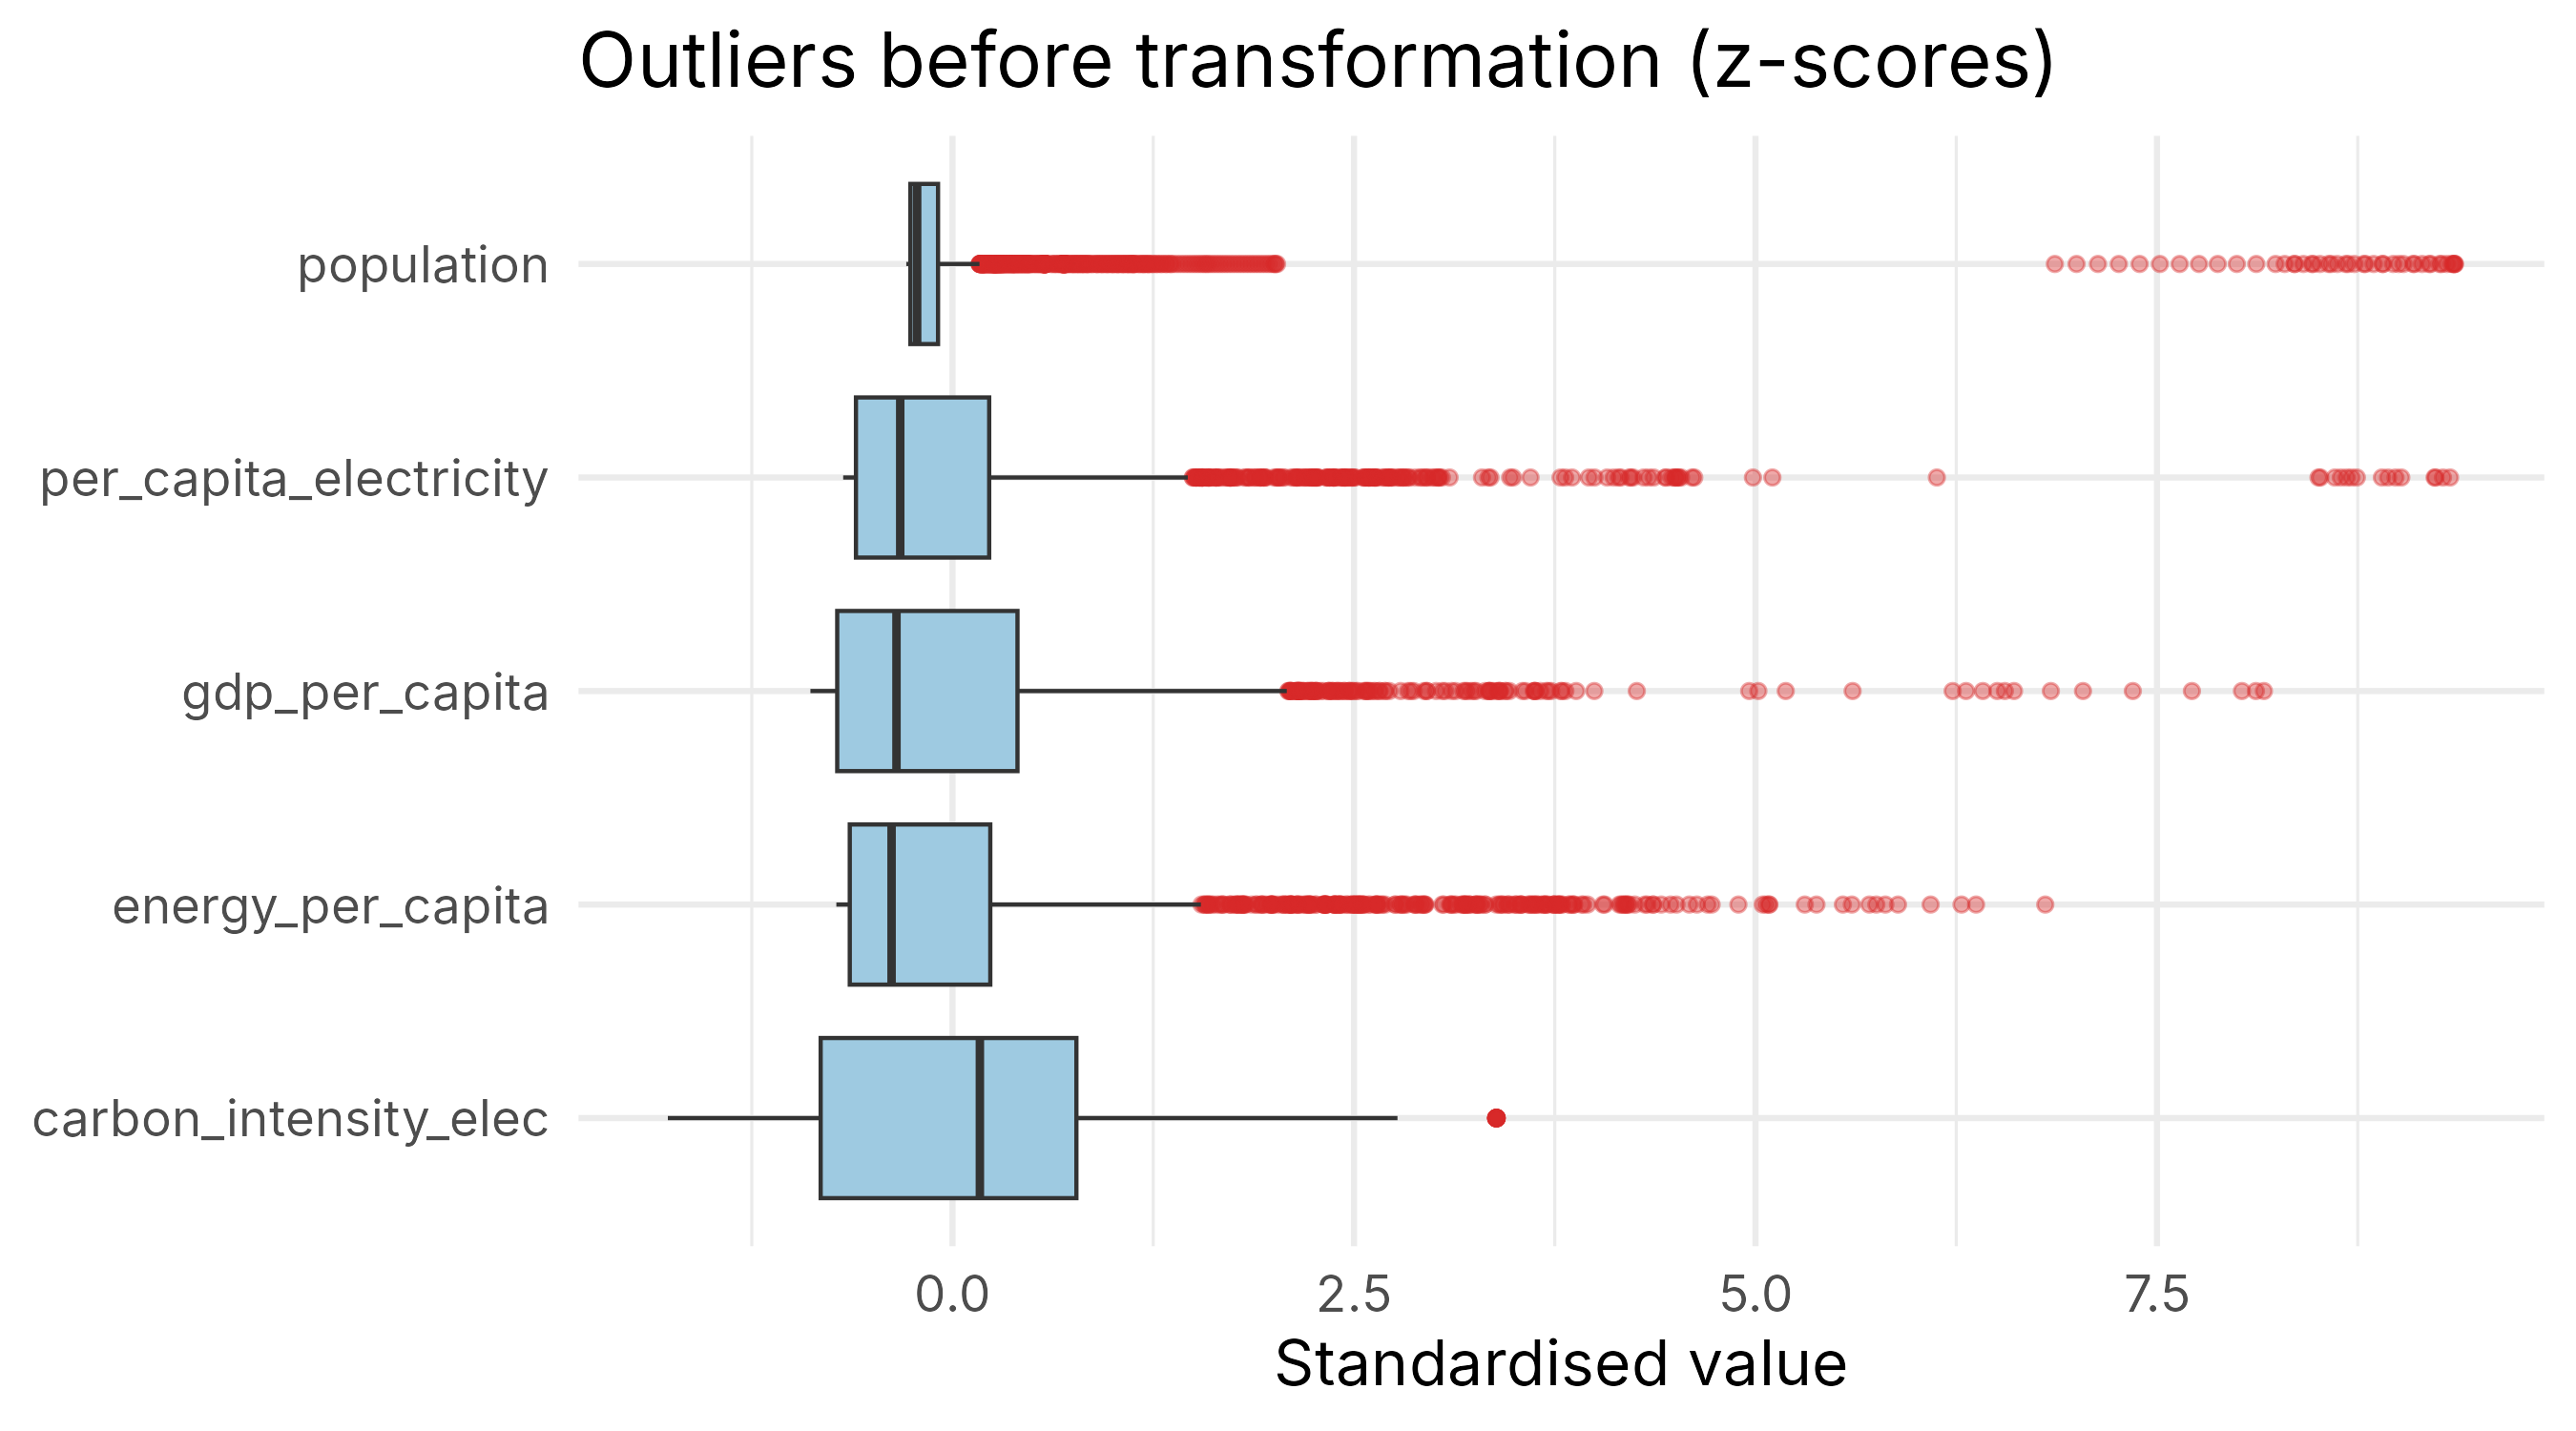 Outliers before transformation (z-scores)
population
per_capita_electricity
gdp_per_capita
energy_per_capita
carbon_intensity_elec
0.0 2.5 5.0 7.5
Standardised value